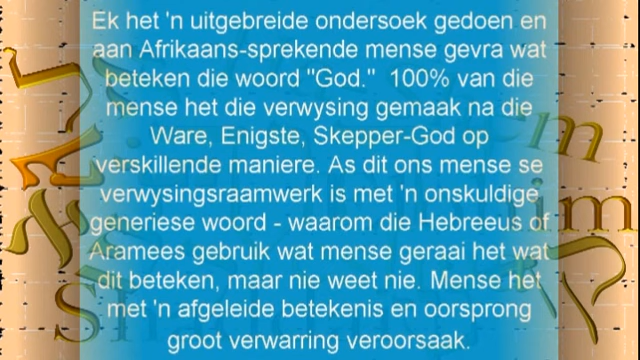 Ek het 'n uitgebreide ondersoek gedoen en
aan Afrikaans-sprekende mense gevra wat
beteken die woord "God."  100% van die
mense het die verwysing gemaak na die
Ware, Enigste, Skepper-God op
verskillende maniere. As dit ons mense se
verwysingsraamwerk is met 'n onskuldige
generiese woord - waarom die Hebreeus of
Aramees gebruik wat mense geraai het wat
dit beteken, maar nie weet nie. Mense het
met 'n afgeleide betekenis en oorsprong
groot verwarring veroorsaak.